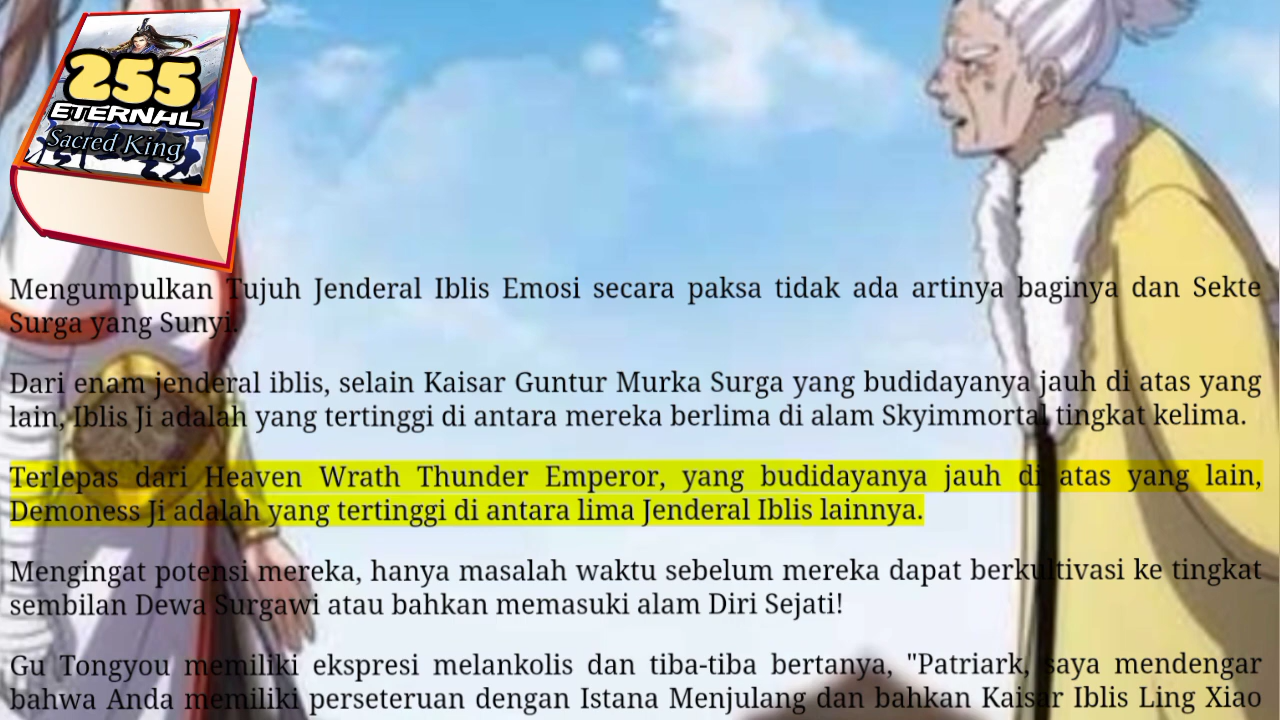 255
ETERNAL
Sacred King
Mengumpulkan Tujuh Jenderal Iblis Emosi secara paksa tidak ada artinya baginya dan Sekte
Surga yang Sunyi.
Dari enam jenderal iblis, selain Kaisar Guntur Murka Surga yang budidayanya jauh di atas yang
lain, Iblis Ji adalah yang tertinggi di antara mereka berlima di alam Skyimmortal tingkat kelima.
Terlepas dari Heaven Wrath Thunder Emperor, yang budidayanya jauh di atas yang lain,
Demoness Ji adalah yang tertinggi di antara lima Jenderal Iblis lainnya.
Mengingat potensi mereka, hanya masalah waktu sebelum mereka dapat berkultivasi ke tingkat
sembilan Dewa Surgawi atau bahkan memasuki alam Diri Sejati!
Gu Tongyou memiliki ekspresi melankolis dan tiba-tiba bertanya, "Patriark, saya mendengar
bahwa Anda memiliki perseteruan dengan Istana Menjulang dan bahkan Kaisar Iblis Ling Xiao